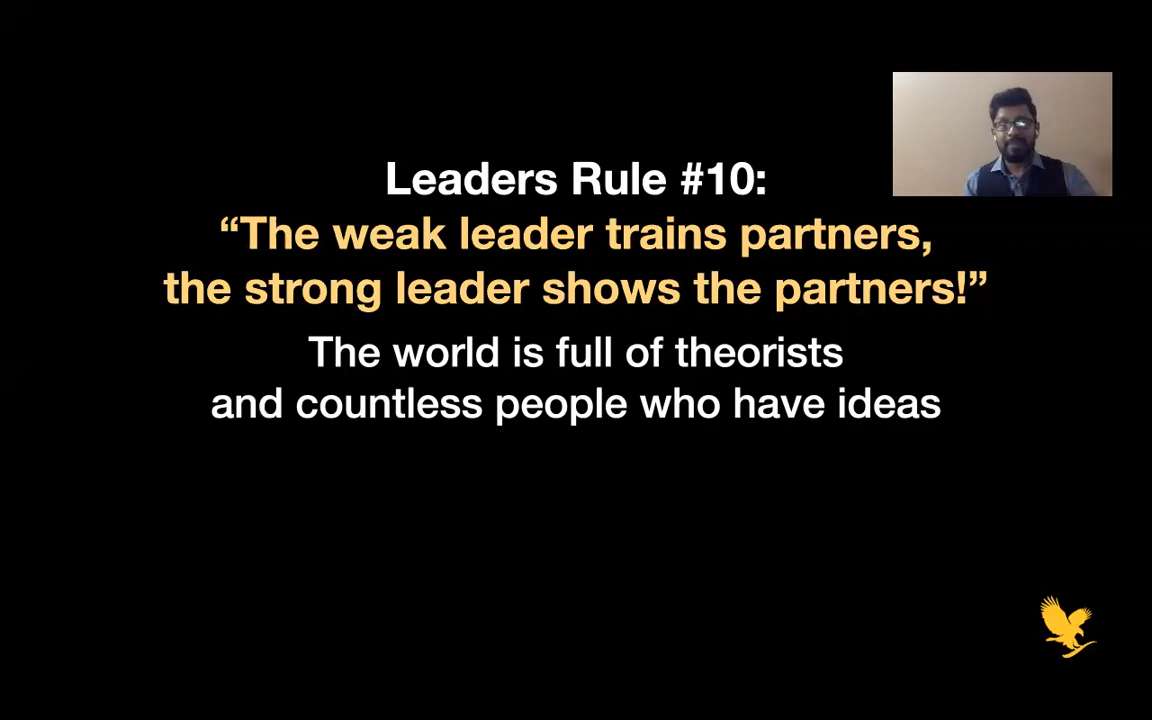 Leaders Rule #10:
“The weak leader trains partners,
the strong leader shows the partners!”
The world is full of theorists
and countless people who have ideas